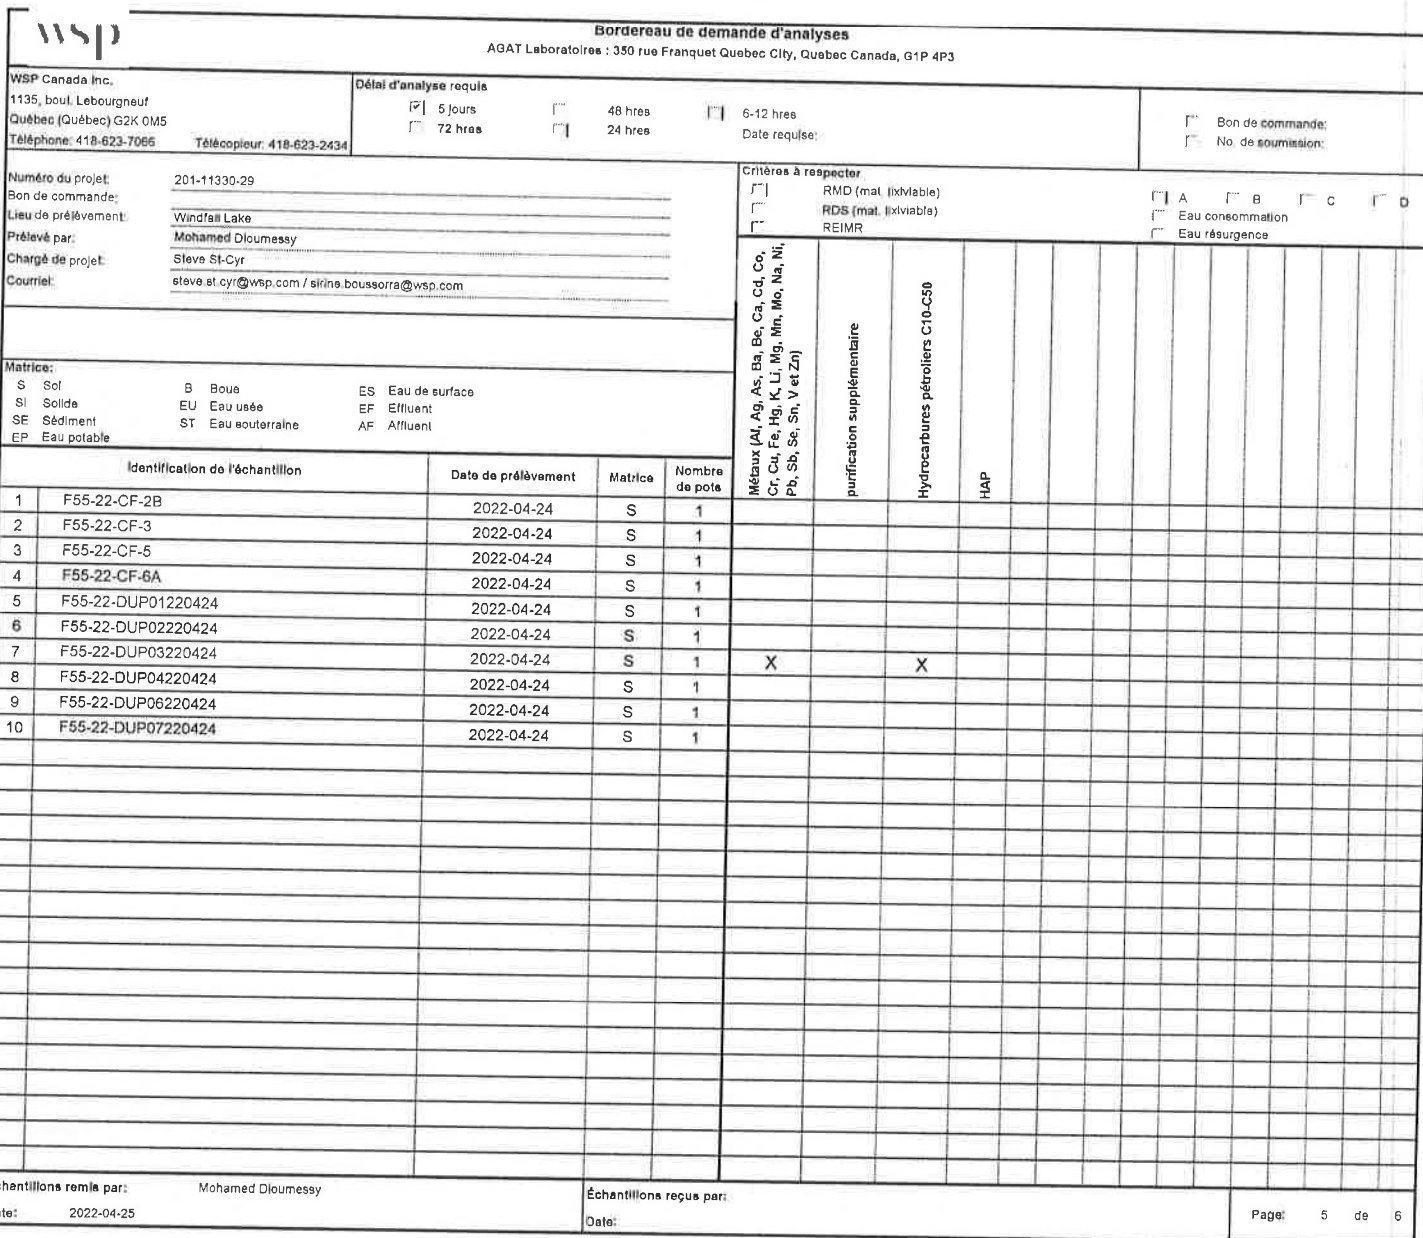 wsp
Bordereau de demande d'analyses
AGAT Laboratoires : 350 rue Franquet Quebec City, Quebec Canada, G1P 4P3
WSP Canada Inc.
1135, boul. Lebourgneuf
Québec (Québec) G2K 0M5
Téléphone: 418-623-7066 Télécopieur: 418-623-2434
Délai d'analyse requis
5 jours 48 hres 6-12 hres
72 hres 24 hres Date requise:
Bon de commande:
No. de soumission:
Numéro du projet: 201-11330-29
Bon de commande:
Lieu de prélèvement: Windfall Lake
Prélevé par: Mohamed Dioumessy
Chargé de projet: Steve St-Cyr
Courriel: steve.st.cyr@wsp.com / sirine.boussorra@wsp.com
Critères à respecter
RMD (mat. lixiviable) A B C D
RDS (mat. lixiviable) Eau consommation
REIMR Eau résurgence
Matrice:
S Sol B Boue ES Eau de surface
SI Solide EU Eau usée EF Effluent
SE Sédiment ST Eau souterraine AF Affluent
EP Eau potable
Métaux (Al, Ag, As, Ba, Be, Ca, Cd, Co,
Cr, Cu, Fe, Hg, K, Li, Mg, Mn, Mo, Na, Ni,
Pb, Sb, Se, Sn, V et Zn)
purification supplémentaire
Hydrocarbures pétroliers C10-C50
HAP
Identification de l'échantillon Date de prélèvement Matrice Nombre de pots
1 F55-22-CF-2B 2022-04-24 S 1
2 F55-22-CF-3 2022-04-24 S 1
3 F55-22-CF-5 2022-04-24 S 1
4 F55-22-CF-6A 2022-04-24 S 1
5 F55-22-DUP01220424 2022-04-24 S 1
6 F55-22-DUP02220424 2022-04-24 S 1
7 F55-22-DUP03220424 2022-04-24 S 1 X X
8 F55-22-DUP04220424 2022-04-24 S 1
9 F55-22-DUP06220424 2022-04-24 S 1
10 F55-22-DUP07220424 2022-04-24 S 1
chantillons remis par: Mohamed Dioumessy
te: 2022-04-25
Échantillons reçus par:
Date:
Page: 5 de 6